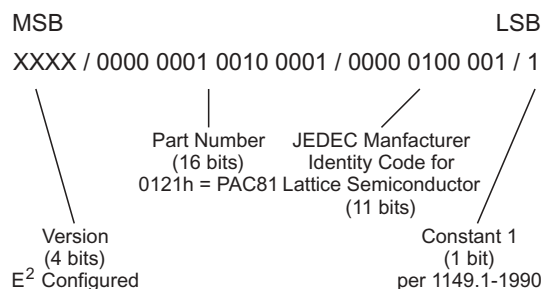 MSB LSB
XXXX / 0000 0001 0010 0001 / 0000 0100 001 / 1
Part Number
(16 bits)
0121h = PAC81
JEDEC Manfacturer
Identity Code for
Lattice Semiconductor
(11 bits)
Version
(4 bits)
E² Configured
Constant 1
(1 bit)
per 1149.1-1990